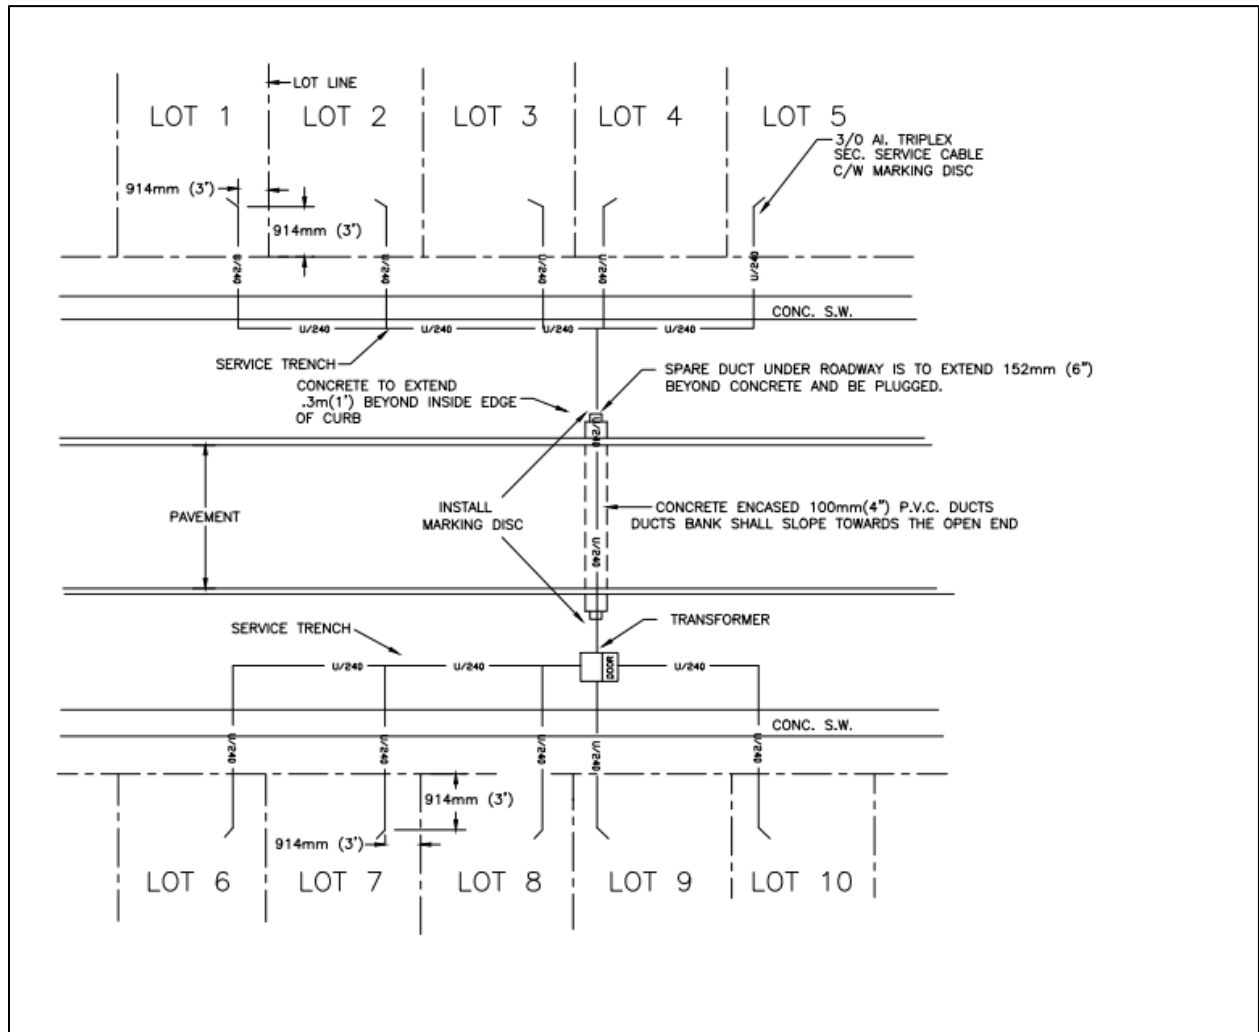 LOT LINE
LOT 1
LOT 2
LOT 3
LOT 4
LOT 5
3/0 Al. TRIPLEX
SEC. SERVICE CABLE
C/W MARKING DISC
914mm (3')
914mm (3')
U/240
U/240
U/240
U/240
U/240
CONC. S.W.
U/240
U/240
U/240
U/240
SERVICE TRENCH
CONCRETE TO EXTEND
.3m(1') BEYOND INSIDE EDGE
OF CURB
SPARE DUCT UNDER ROADWAY IS TO EXTEND 152mm (6")
BEYOND CONCRETE AND BE PLUGGED.
U/240
PAVEMENT
INSTALL
MARKING DISC
CONCRETE ENCASED 100mm(4") P.V.C. DUCTS
DUCTS BANK SHALL SLOPE TOWARDS THE OPEN END
U/240
SERVICE TRENCH
TRANSFORMER
U/240
U/240
DOOR
U/240
CONC. S.W.
U/240
U/240
U/240
U/240
U/240
914mm (3')
914mm (3')
LOT 6
LOT 7
LOT 8
LOT 9
LOT 10